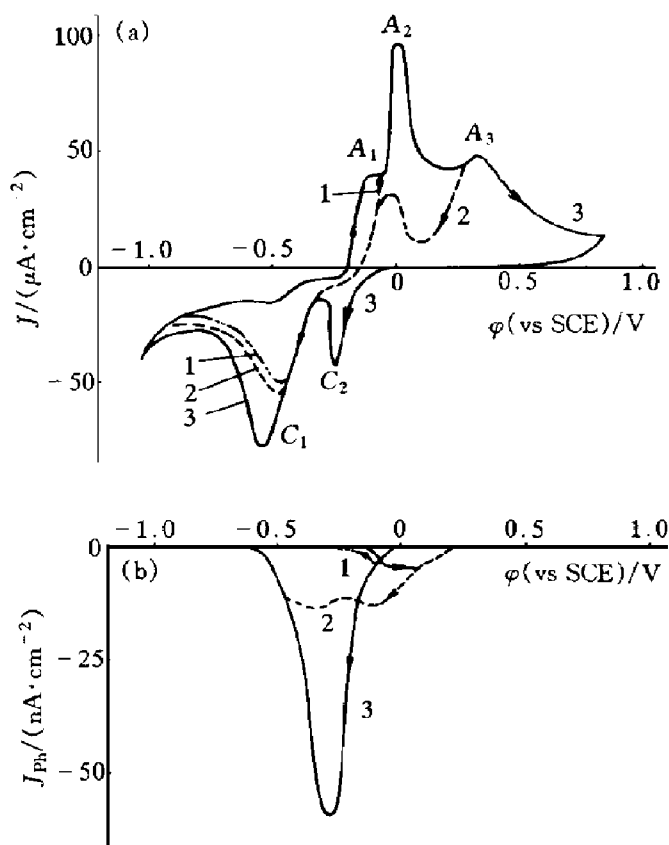 (a)
100
50
0
-50
J/(μA·cm⁻²)
-1.0
-0.5
0
0.5
1.0
φ(vs SCE)/V
A₁
A₂
A₃
1
2
3
3
C₂
1
2
3
C₁
(b)
-1.0
-0.5
0
0.5
1.0
φ(vs SCE)/V
0
-25
-50
J_Ph/(nA·cm⁻²)
1
2
3